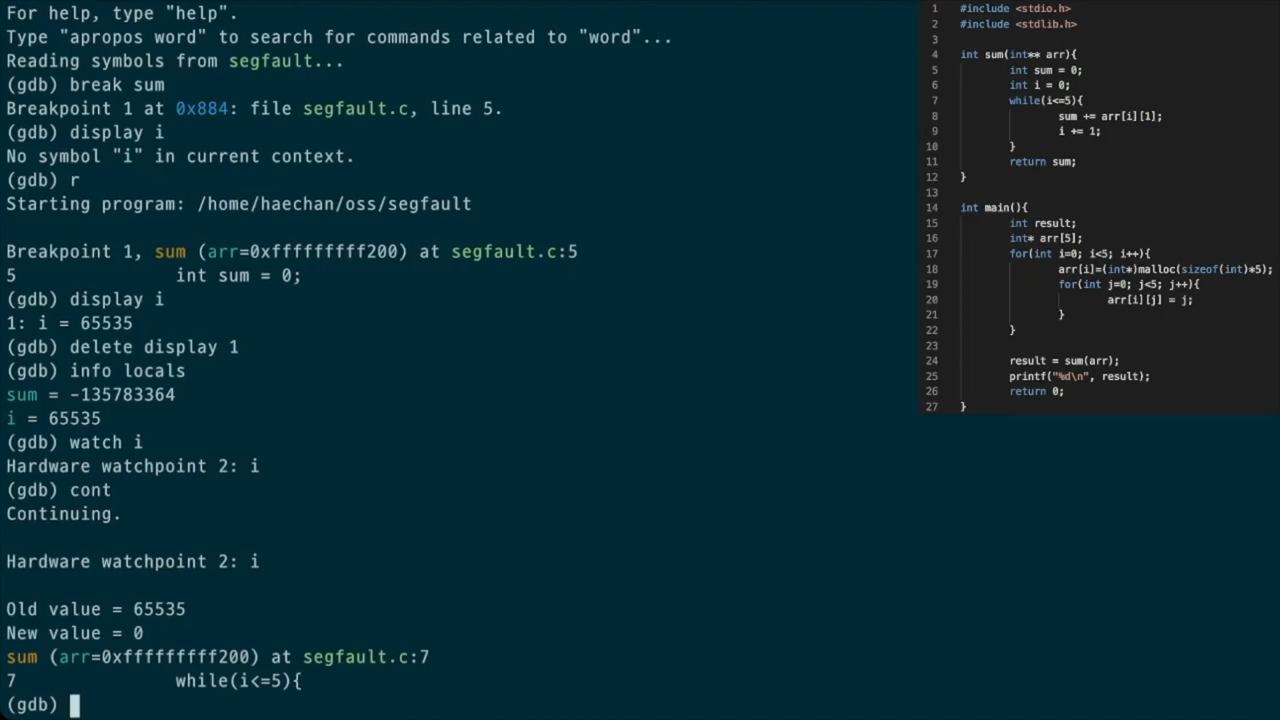 For help, type "help".
Type "apropos word" to search for commands related to "word"...
Reading symbols from segfault...
(gdb) break sum
Breakpoint 1 at 0x884: file segfault.c, line 5.
(gdb) display i
No symbol "i" in current context.
(gdb) r
Starting program: /home/haechan/oss/segfault
Breakpoint 1, sum (arr=0xfffffffff200) at segfault.c:5
5 int sum = 0;
(gdb) display i
1: i = 65535
(gdb) delete display 1
(gdb) info locals
sum = -135783364
i = 65535
(gdb) watch i
Hardware watchpoint 2: i
(gdb) cont
Continuing.
Hardware watchpoint 2: i
Old value = 65535
New value = 0
sum (arr=0xfffffffff200) at segfault.c:7
7 while(i<=5){
(gdb)
1 #include <stdio.h>
2 #include <stdlib.h>
3
4 int sum(int** arr){
5 int sum = 0;
6 int i = 0;
7 while(i<=5){
8 sum += arr[i][1];
9 i += 1;
10 }
11 return sum;
12 }
13
14 int main(){
15 int result;
16 int* arr[5];
17 for(int i=0; i<5; i++){
18 arr[i]=(int*)malloc(sizeof(int)*5);
19 for(int j=0; j<5; j++){
20 arr[i][j] = j;
21 }
22 }
23
24 result = sum(arr);
25 printf("%d\n", result);
26 return 0;
27 }